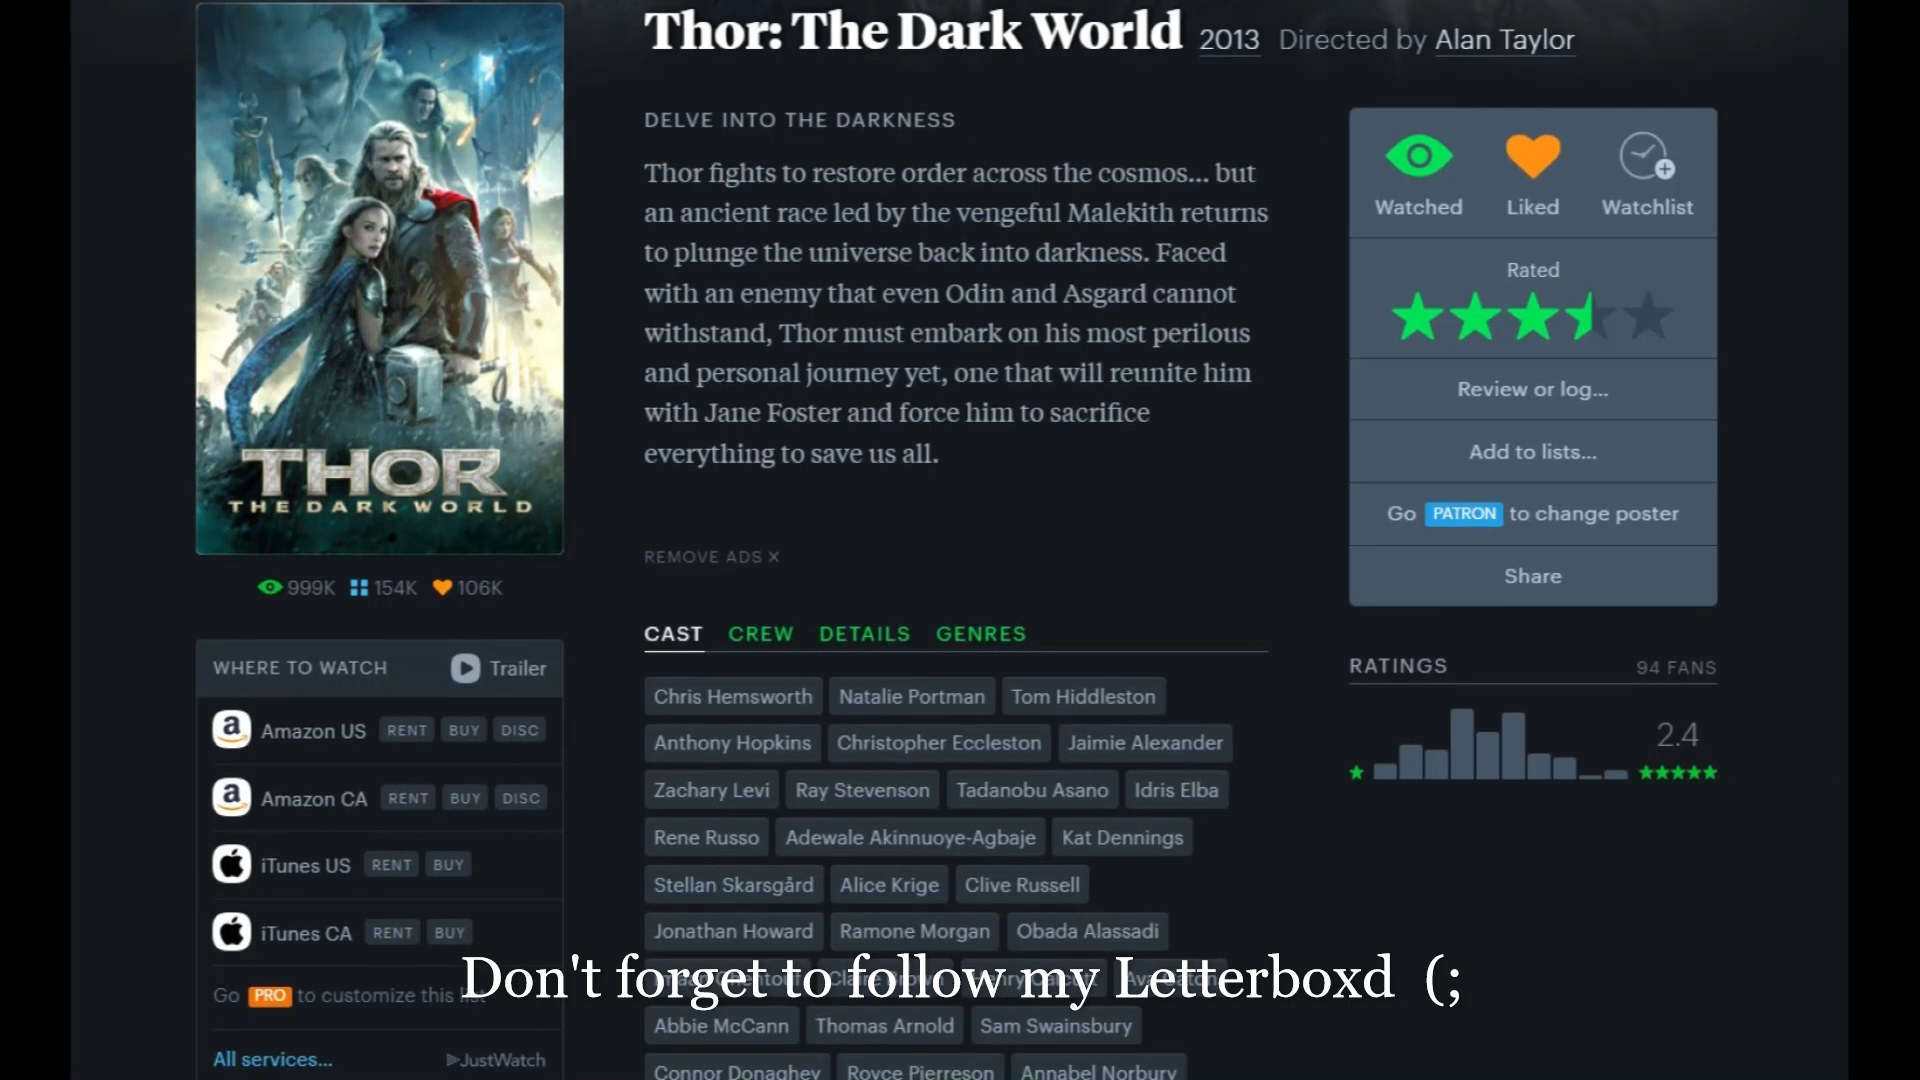 Thor: The Dark World 2013 Directed by Alan Taylor
THOR
THE DARK WORLD
999K 154K 106K
WHERE TO WATCH Trailer
Amazon US RENT BUY DISC
Amazon CA RENT BUY DISC
iTunes US RENT BUY
iTunes CA RENT BUY
Go PRO to customize this list
All services... JustWatch
DELVE INTO THE DARKNESS
Thor fights to restore order across the cosmos... but
an ancient race led by the vengeful Malekith returns
to plunge the universe back into darkness. Faced
with an enemy that even Odin and Asgard cannot
withstand, Thor must embark on his most perilous
and personal journey yet, one that will reunite him
with Jane Foster and force him to sacrifice
everything to save us all.
REMOVE ADS X
CAST CREW DETAILS GENRES
Chris Hemsworth Natalie Portman Tom Hiddleston
Anthony Hopkins Christopher Eccleston Jaimie Alexander
Zachary Levi Ray Stevenson Tadanobu Asano Idris Elba
Rene Russo Adewale Akinnuoye-Agbaje Kat Dennings
Stellan Skarsgård Alice Krige Clive Russell
Jonathan Howard Ramone Morgan Obada Alassadi
Don't forget to follow my Letterboxd (;
Abbie McCann Thomas Arnold Sam Swainsbury
Connor Donaghey Royce Pierreson Annabel Norbury
Watched Liked Watchlist
Rated
Review or log...
Add to lists...
Go PATRON to change poster
Share
RATINGS 94 FANS
2.4